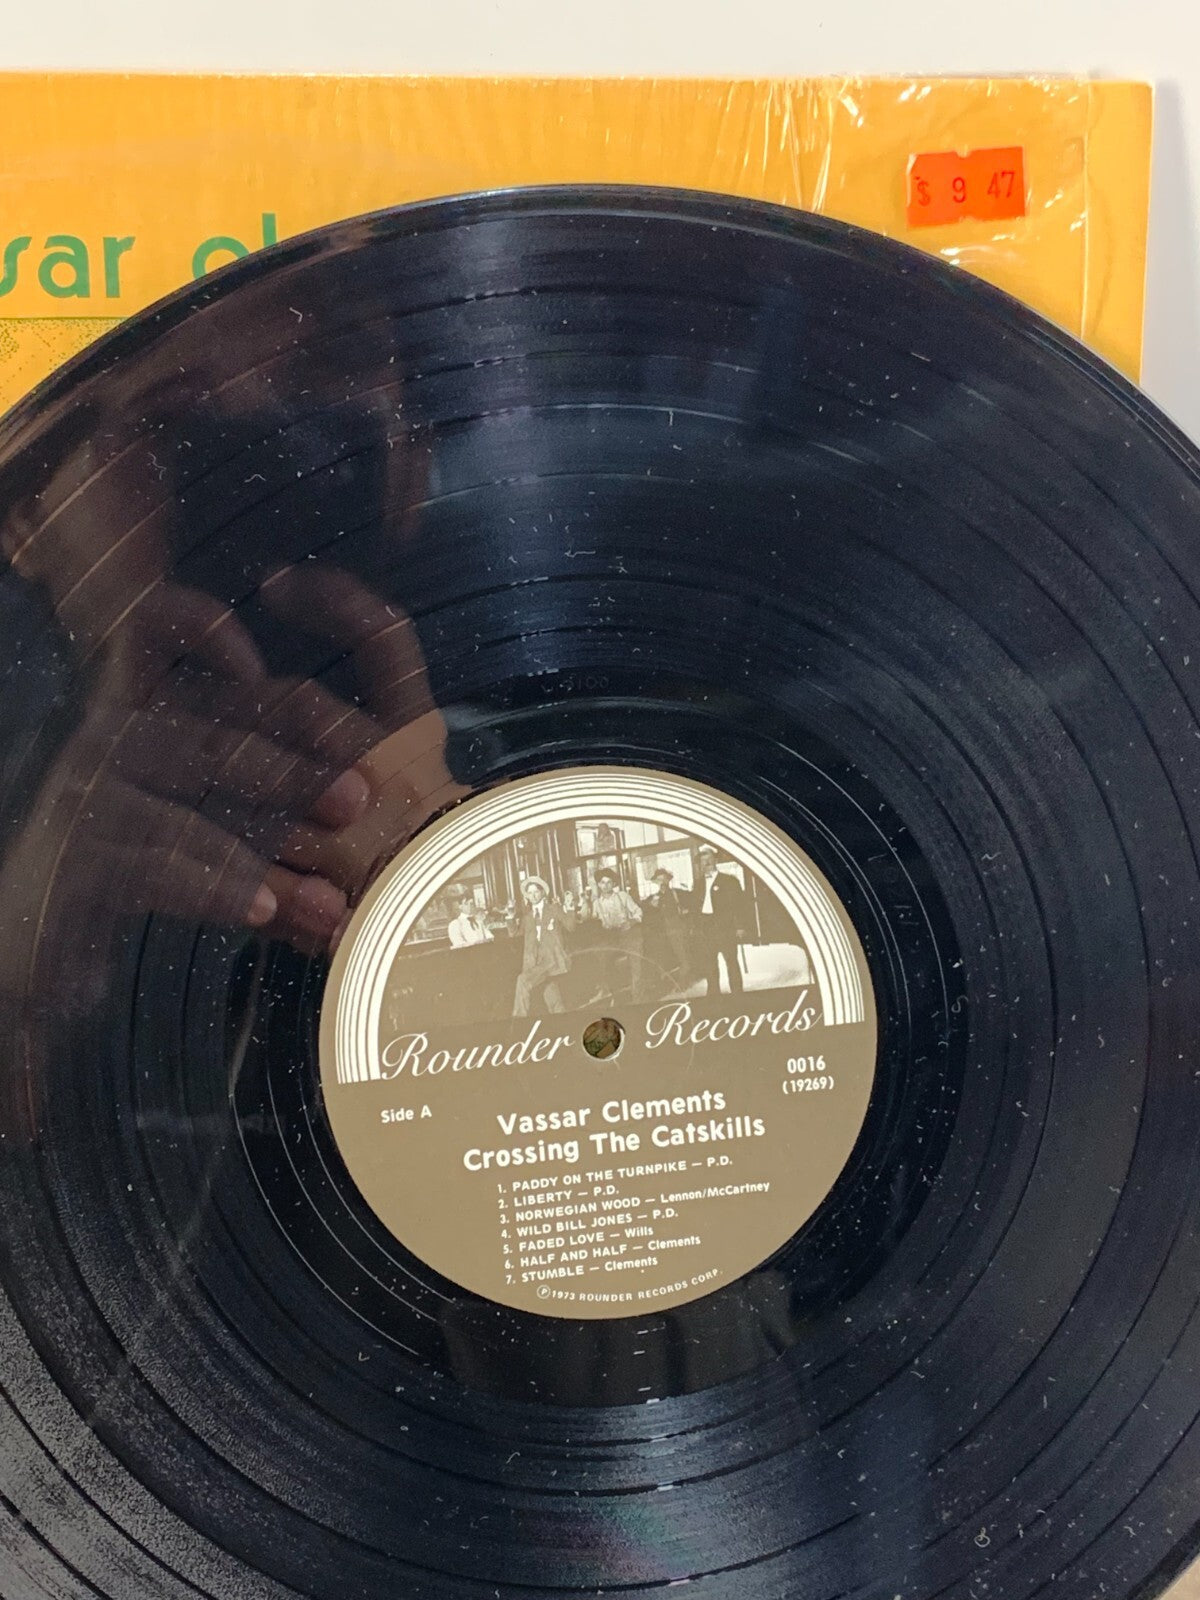 $ 9 47
sar cl
Rounder Records
0016
(19269)
Side A
Vassar Clements
Crossing The Catskills
1. PADDY ON THE TURNPIKE — P.D.
2. LIBERTY — P.D.
3. NORWEGIAN WOOD — Lennon/McCartney
4. WILD BILL JONES — P.D.
5. FADED LOVE — Wills
6. HALF AND HALF — Clements
7. STUMBLE — Clements
Ⓟ1973 ROUNDER RECORDS CORP.